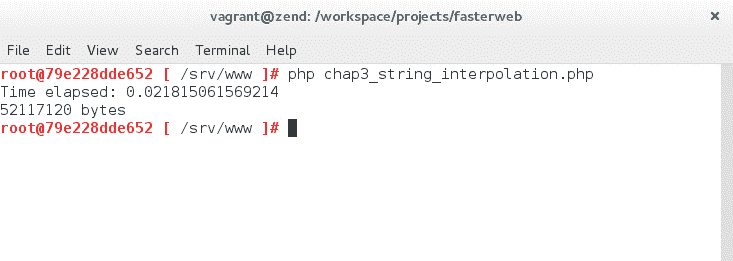 vagrant@zend: /workspace/projects/fasterweb ×
File Edit View Search Terminal Help
root@79e228dde652 [ /srv/www ]# php chap3_string_interpolation.php
Time elapsed: 0.021815061569214
52117120 bytes
root@79e228dde652 [ /srv/www ]#